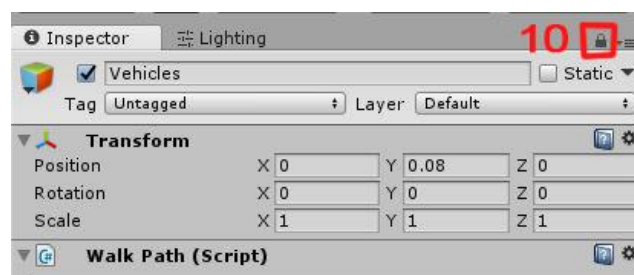 Inspector Lighting 10
Vehicles Static
Tag Untagged Layer Default
Transform
Position X 0 Y 0.08 Z 0
Rotation X 0 Y 0 Z 0
Scale X 1 Y 1 Z 1
Walk Path (Script)